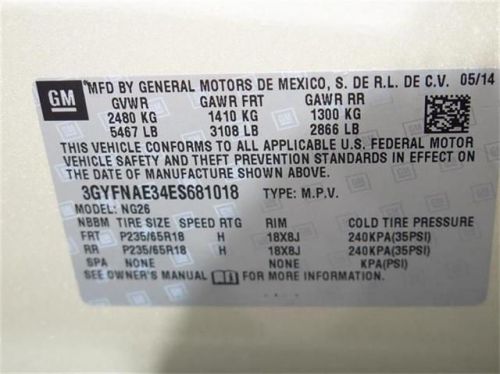 GM MFD BY GENERAL MOTORS DE MEXICO, S. DE R.L. DE C.V. 05/14
GVWR GAWR FRT GAWR RR
2480 KG 1410 KG 1300 KG
5467 LB 3108 LB 2866 LB
THIS VEHICLE CONFORMS TO ALL APPLICABLE U.S. FEDERAL MOTOR
VEHICLE SAFETY AND THEFT PREVENTION STANDARDS IN EFFECT ON
THE DATE OF MANUFACTURE SHOWN ABOVE.
3GYFNAE34ES681018 TYPE: M.P.V.
MODEL: NG26
NBBM TIRE SIZE SPEED RTG RIM COLD TIRE PRESSURE
FRT P235/65R18 H 18X8J 240KPA(35PSI)
RR P235/65R18 H 18X8J 240KPA(35PSI)
SPA NONE NONE KPA(PSI)
SEE OWNER'S MANUAL FOR MORE INFORMATION.